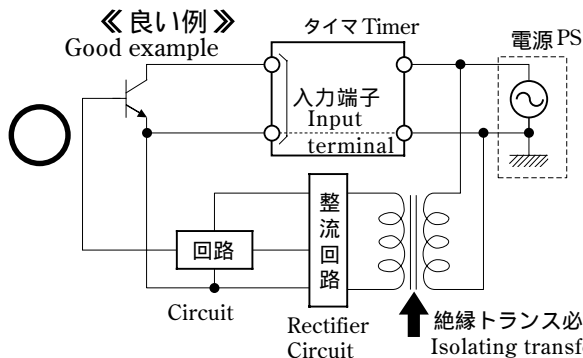 《良い例》
Good example
タイマ Timer
電源 PS
入力端子
Input
terminal
整流回路
回路
Circuit
Rectifier
Circuit
絶縁トランス必
Isolating transf